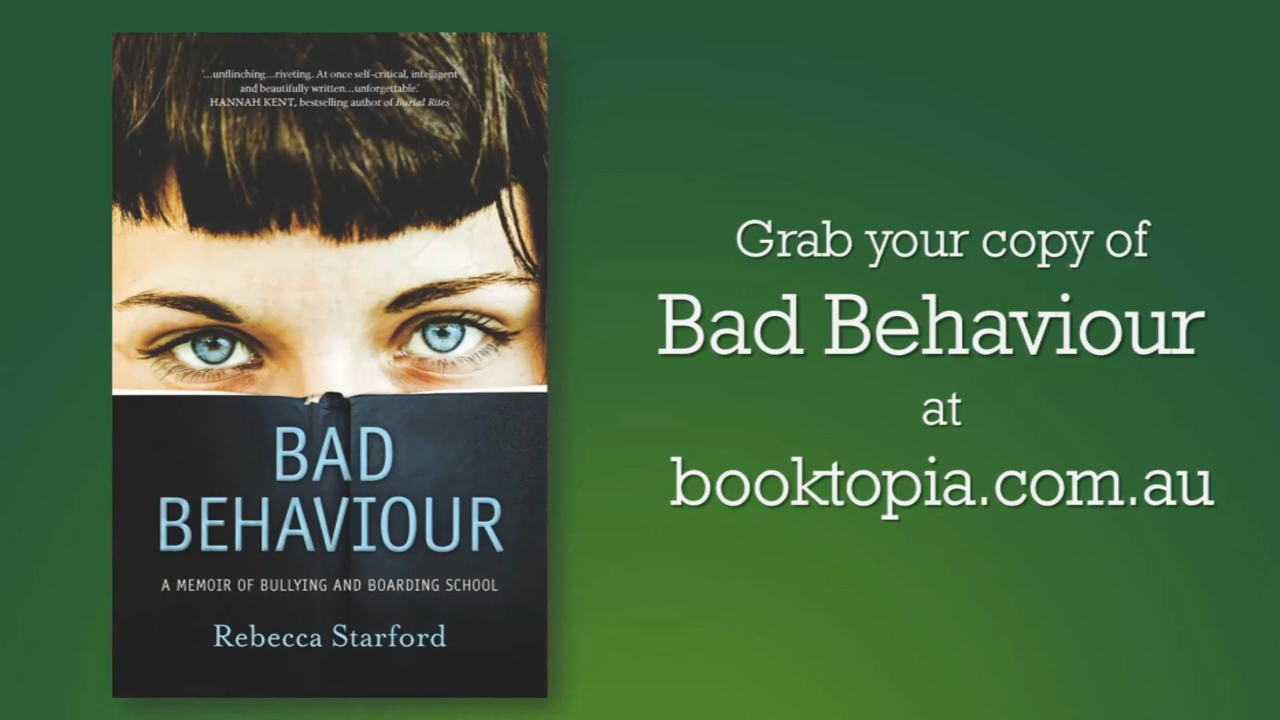 '...unflinching...riveting. At once self-critical, intelligent
and beautifully written...unforgettable.'
HANNAH KENT, bestselling author of Burial Rites
BAD
BEHAVIOUR
A MEMOIR OF BULLYING AND BOARDING SCHOOL
Rebecca Starford
Grab your copy of
Bad Behaviour
at
booktopia.com.au